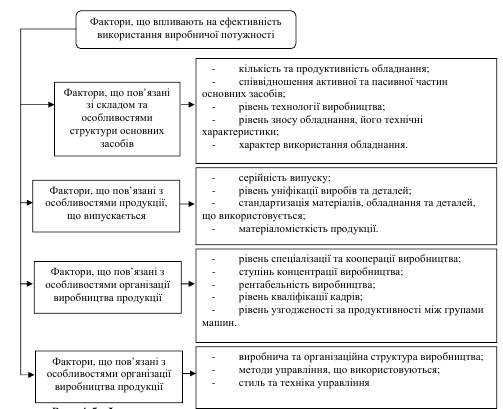 Фактори, що впливають на ефективність
використання виробничої потужності
Фактори, що пов’язані
зі складом та
особливостями
структури основних
засобів
- кількість та продуктивність обладнання;
- співвідношення активної та пасивної частин
основних засобів;
- рівень технології виробництва;
- рівень зносу обладнання, його технічні
характеристики;
- характер використання обладнання.
Фактори, що пов’язані з
особливостями продукції,
що випускається
- серійність випуску;
- рівень уніфікації виробів та деталей;
- стандартизація матеріалів, обладнання та деталей,
що використовується;
- матеріаломісткість продукції.
Фактори, що пов’язані з
особливостями організації
виробництва продукції
- рівень спеціалізації та кооперації виробництва;
- ступінь концентрації виробництва;
- рентабельність виробництва;
- рівень кваліфікації кадрів;
- рівень узгодженості за продуктивності між групами
машин.
Фактори, що пов’язані з
особливостями організації
виробництва продукції
- виробнича та організаційна структура виробництва;
- методи управління, що використовуються;
- стиль та техніка управління